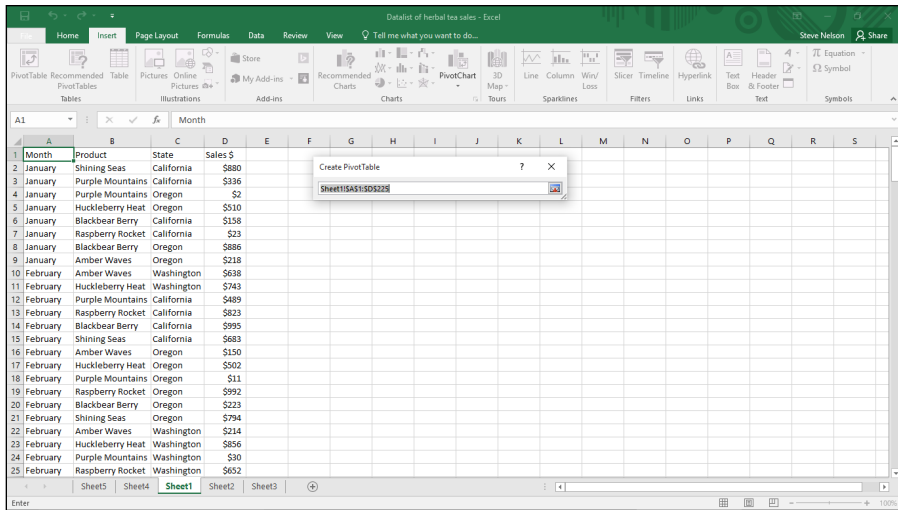 Datalist of herbal tea sales - Excel
File Home Insert Page Layout Formulas Data Review View Tell me what you want to do... Steve Nelson Share
PivotTable Recommended PivotTables Table Pictures Online Pictures Store My Add-ins Recommended Charts PivotChart 3D Map Line Column Win/Loss Slicer Timeline Hyperlink Text Box Header & Footer Equation Symbol
Tables Illustrations Add-ins Charts Tours Sparklines Filters Links Text Symbols
A1 fx Month
A B C D E F G H I J K L M N O P Q R S
1 Month Product State Sales $
2 January Shining Seas California $880
3 January Purple Mountains California $336
4 January Purple Mountains Oregon $2
5 January Huckleberry Heat Oregon $510
6 January Blackbear Berry California $158
7 January Raspberry Rocket California $23
8 January Blackbear Berry Oregon $886
9 January Amber Waves Oregon $218
10 February Amber Waves Washington $638
11 February Huckleberry Heat Washington $743
12 February Purple Mountains California $489
13 February Raspberry Rocket California $823
14 February Blackbear Berry California $995
15 February Shining Seas California $683
16 February Amber Waves Oregon $150
17 February Huckleberry Heat Oregon $502
18 February Purple Mountains Oregon $11
19 February Raspberry Rocket Oregon $992
20 February Blackbear Berry Oregon $223
21 February Shining Seas Oregon $794
22 February Amber Waves Washington $214
23 February Huckleberry Heat Washington $856
24 February Purple Mountains Washington $30
25 February Raspberry Rocket Washington $652
Create PivotTable ?
Sheet1!$A$1:$D$225
Sheet5 Sheet4 Sheet1 Sheet2 Sheet3
Enter 100%